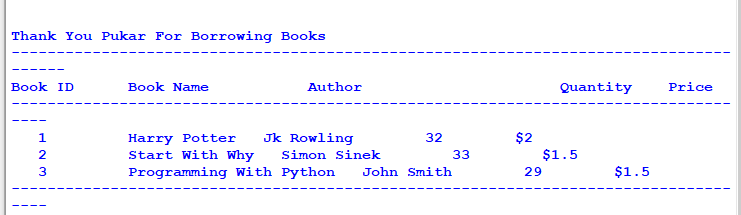 Thank You Pukar For Borrowing Books
--------------------------------------------------------------------------------
------
Book ID      Book Name           Author                      Quantity    Price
--------------------------------------------------------------------------------
----
   1         Harry Potter   Jk Rowling        32        $2
   2         Start With Why   Simon Sinek        33        $1.5
   3         Programming With Python   John Smith        29        $1.5
--------------------------------------------------------------------------------
----